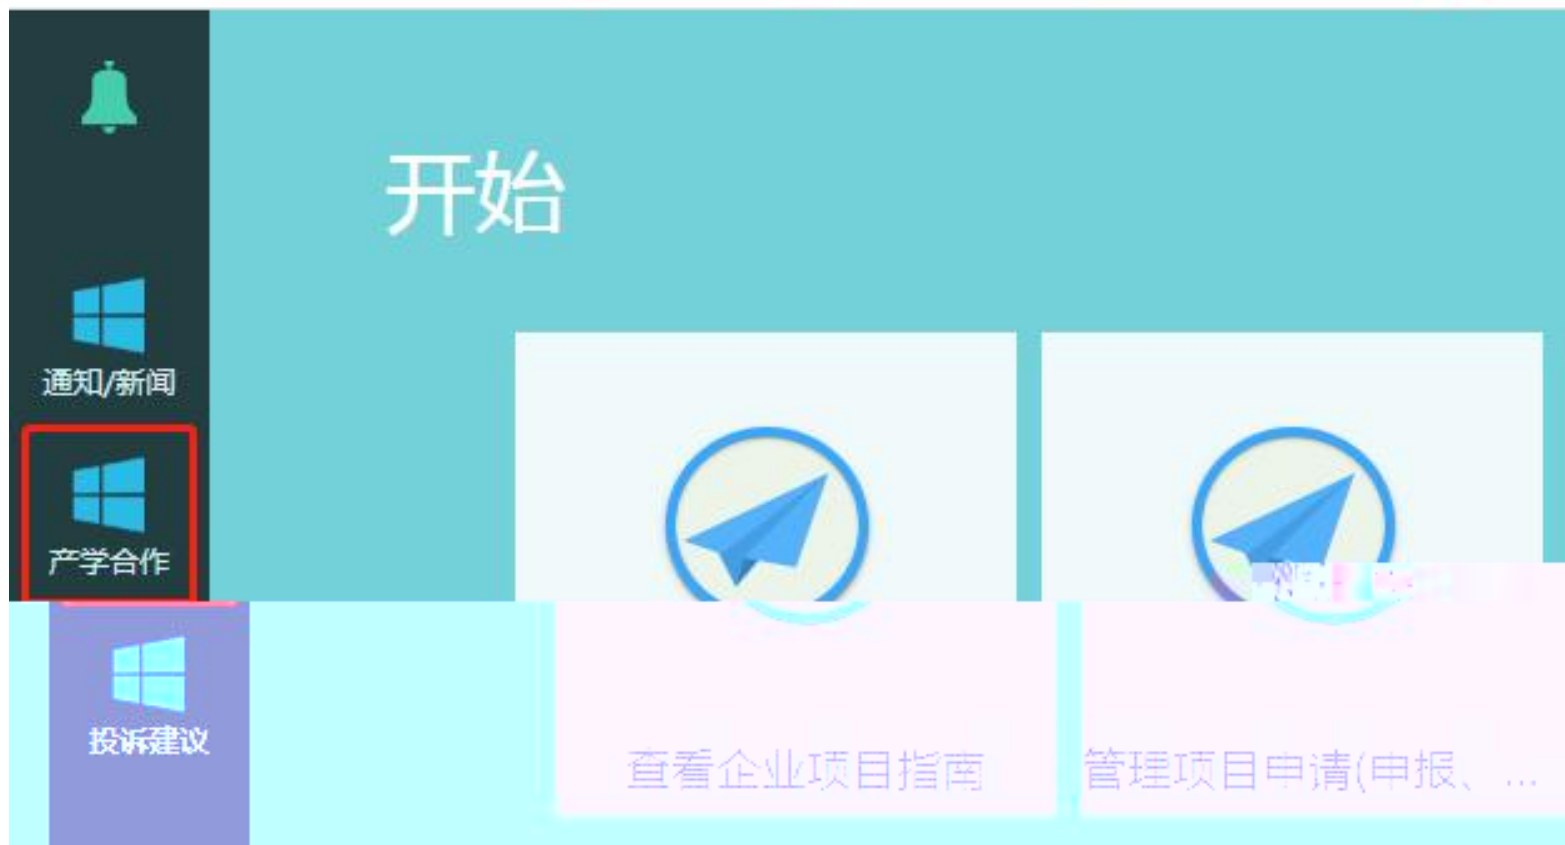 开始
通知/新闻
产学合作
投诉建议
查看企业项目指南
管理项目申请(申报、...